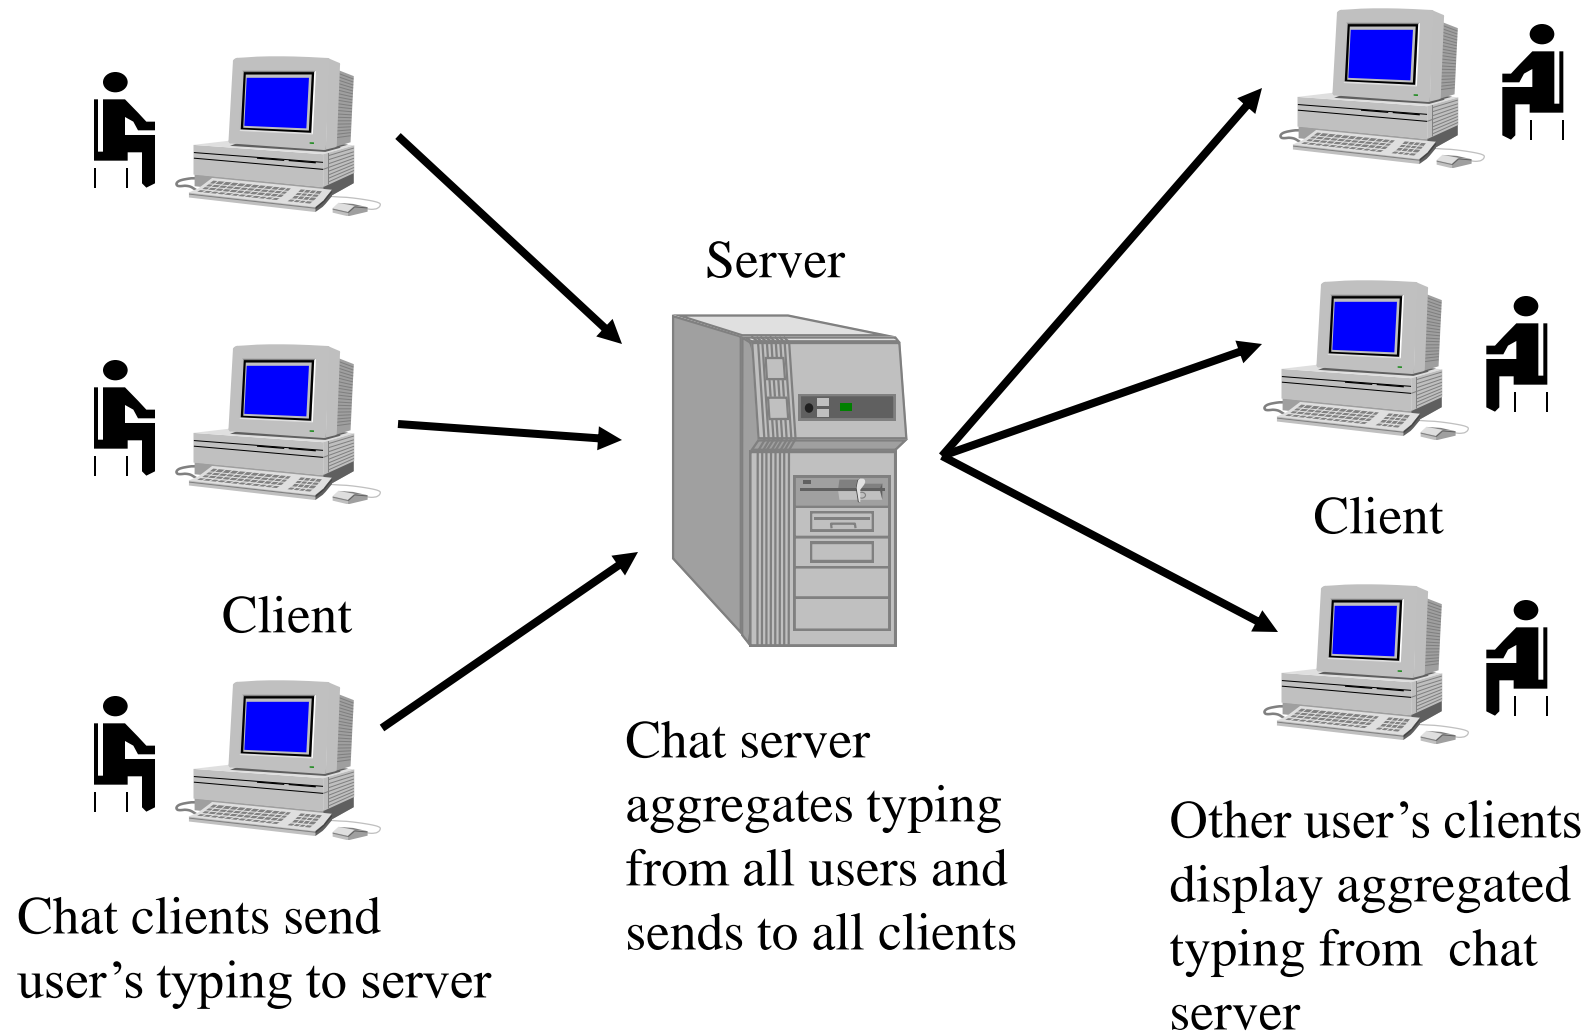 Server
Client
Client
Chat server
aggregates typing
from all users and
sends to all clients
Other user’s clients
display aggregated
typing from  chat
server
Chat clients send
user’s typing to server